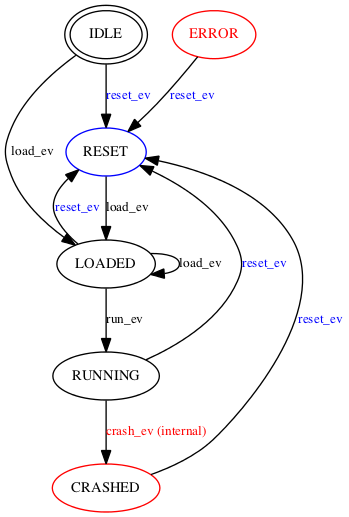 IDLE
ERROR
reset_ev
reset_ev
load_ev
RESET
reset_ev
load_ev
LOADED
load_ev
reset_ev
run_ev
reset_ev
RUNNING
crash_ev (internal)
CRASHED